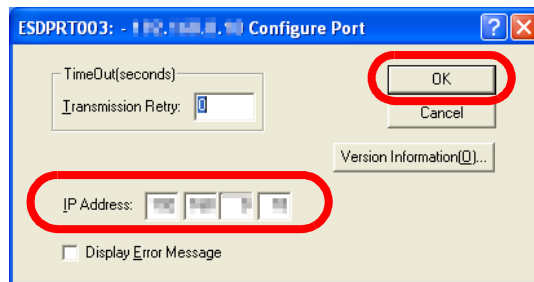 ESDPRT003: - Configure Port
TimeOut(seconds)
Transmission Retry: 0
OK
Cancel
Version Information(O)...
IP Address:
Display Error Message